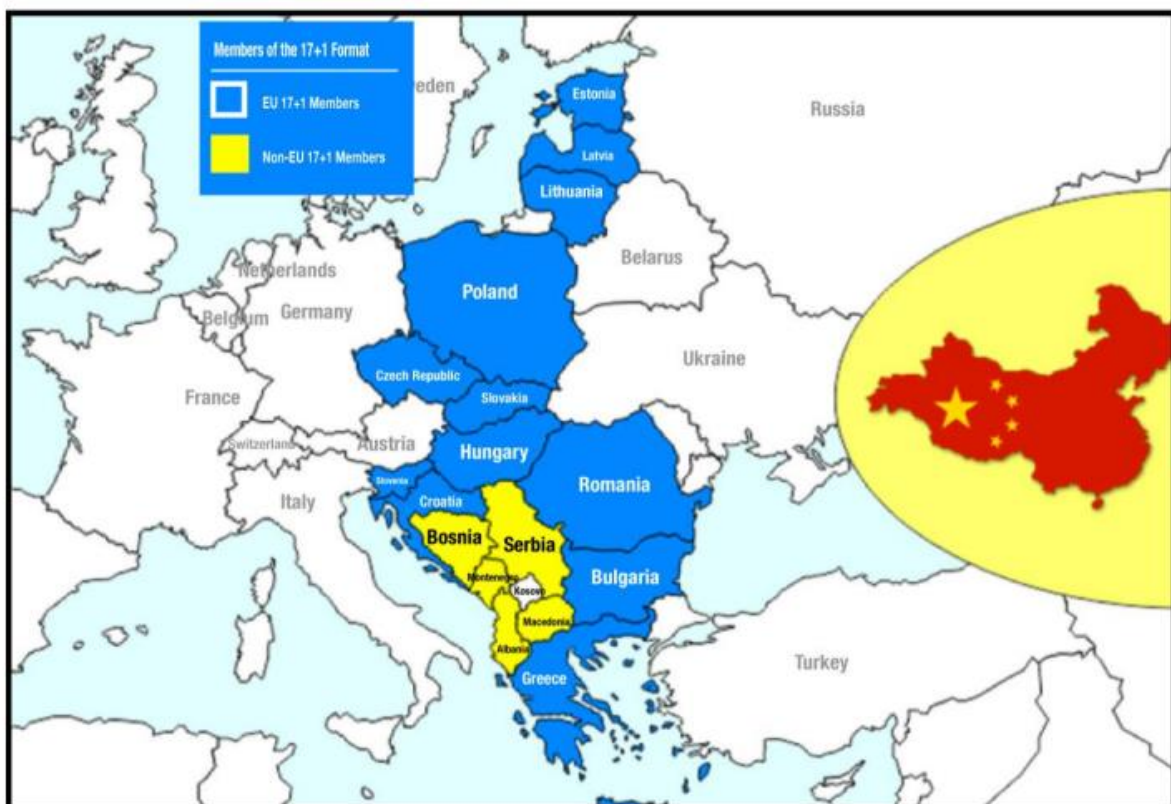 Members of the 17+1 Format
EU 17+1 Members
Non-EU 17+1 Members
eden
Estonia
Russia
Latvia
Lithuania
Belarus
Netherlands
Poland
Belgium
Germany
Ukraine
Czech Republic
France
Slovakia
Switzerland
Austria
Hungary
Slovenia
Romania
Croatia
Italy
Bosnia
Serbia
Bulgaria
Montenegro
Kosovo
Macedonia
Albania
Turkey
Greece